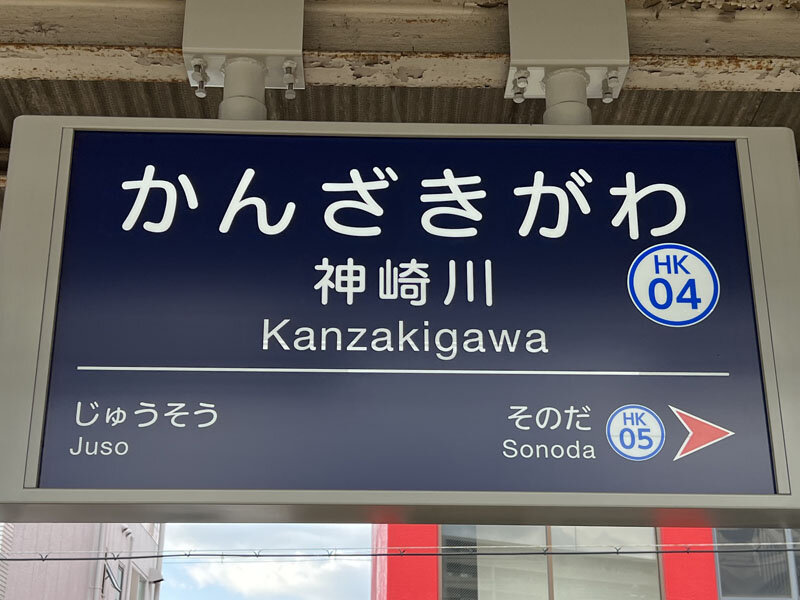 かんざきがわ
神崎川
HK
04
Kanzakigawa
じゅうそう
Juso
そのだ
Sonoda
HK
05